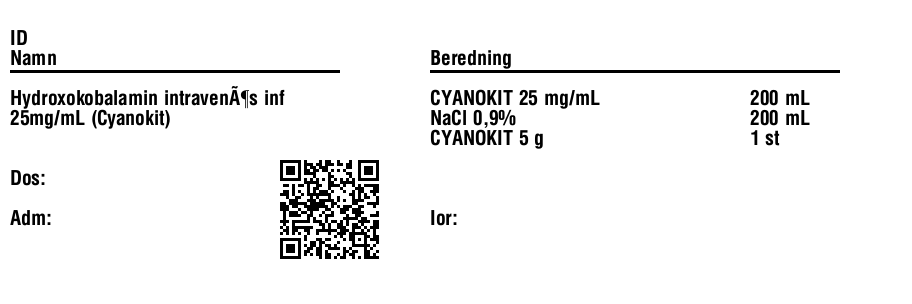 ID
Namn
Beredning
Hydroxokobalamin intravenÃ¶s inf
25mg/mL (Cyanokit)
CYANOKIT 25 mg/mL 200 mL
NaCl 0,9% 200 mL
CYANOKIT 5 g 1 st
Dos:
Adm:
Ior: